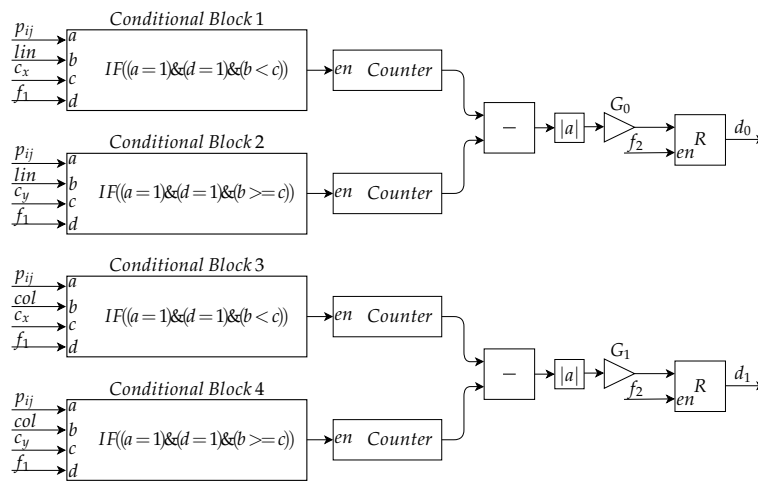 Conditional Block 1
p_ij
lin
c_x
f_1
a
b
c
d
IF((a = 1)&(d = 1)&(b < c))
en Counter
Conditional Block 2
p_ij
lin
c_y
f_1
a
b
c
d
IF((a = 1)&(d = 1)&(b >= c))
en Counter
−
|a|
G_0
f_2
en
R
d_0
Conditional Block 3
p_ij
col
c_x
f_1
a
b
c
d
IF((a = 1)&(d = 1)&(b < c))
en Counter
Conditional Block 4
p_ij
col
c_y
f_1
a
b
c
d
IF((a = 1)&(d = 1)&(b >= c))
en Counter
−
|a|
G_1
f_2
en
R
d_1